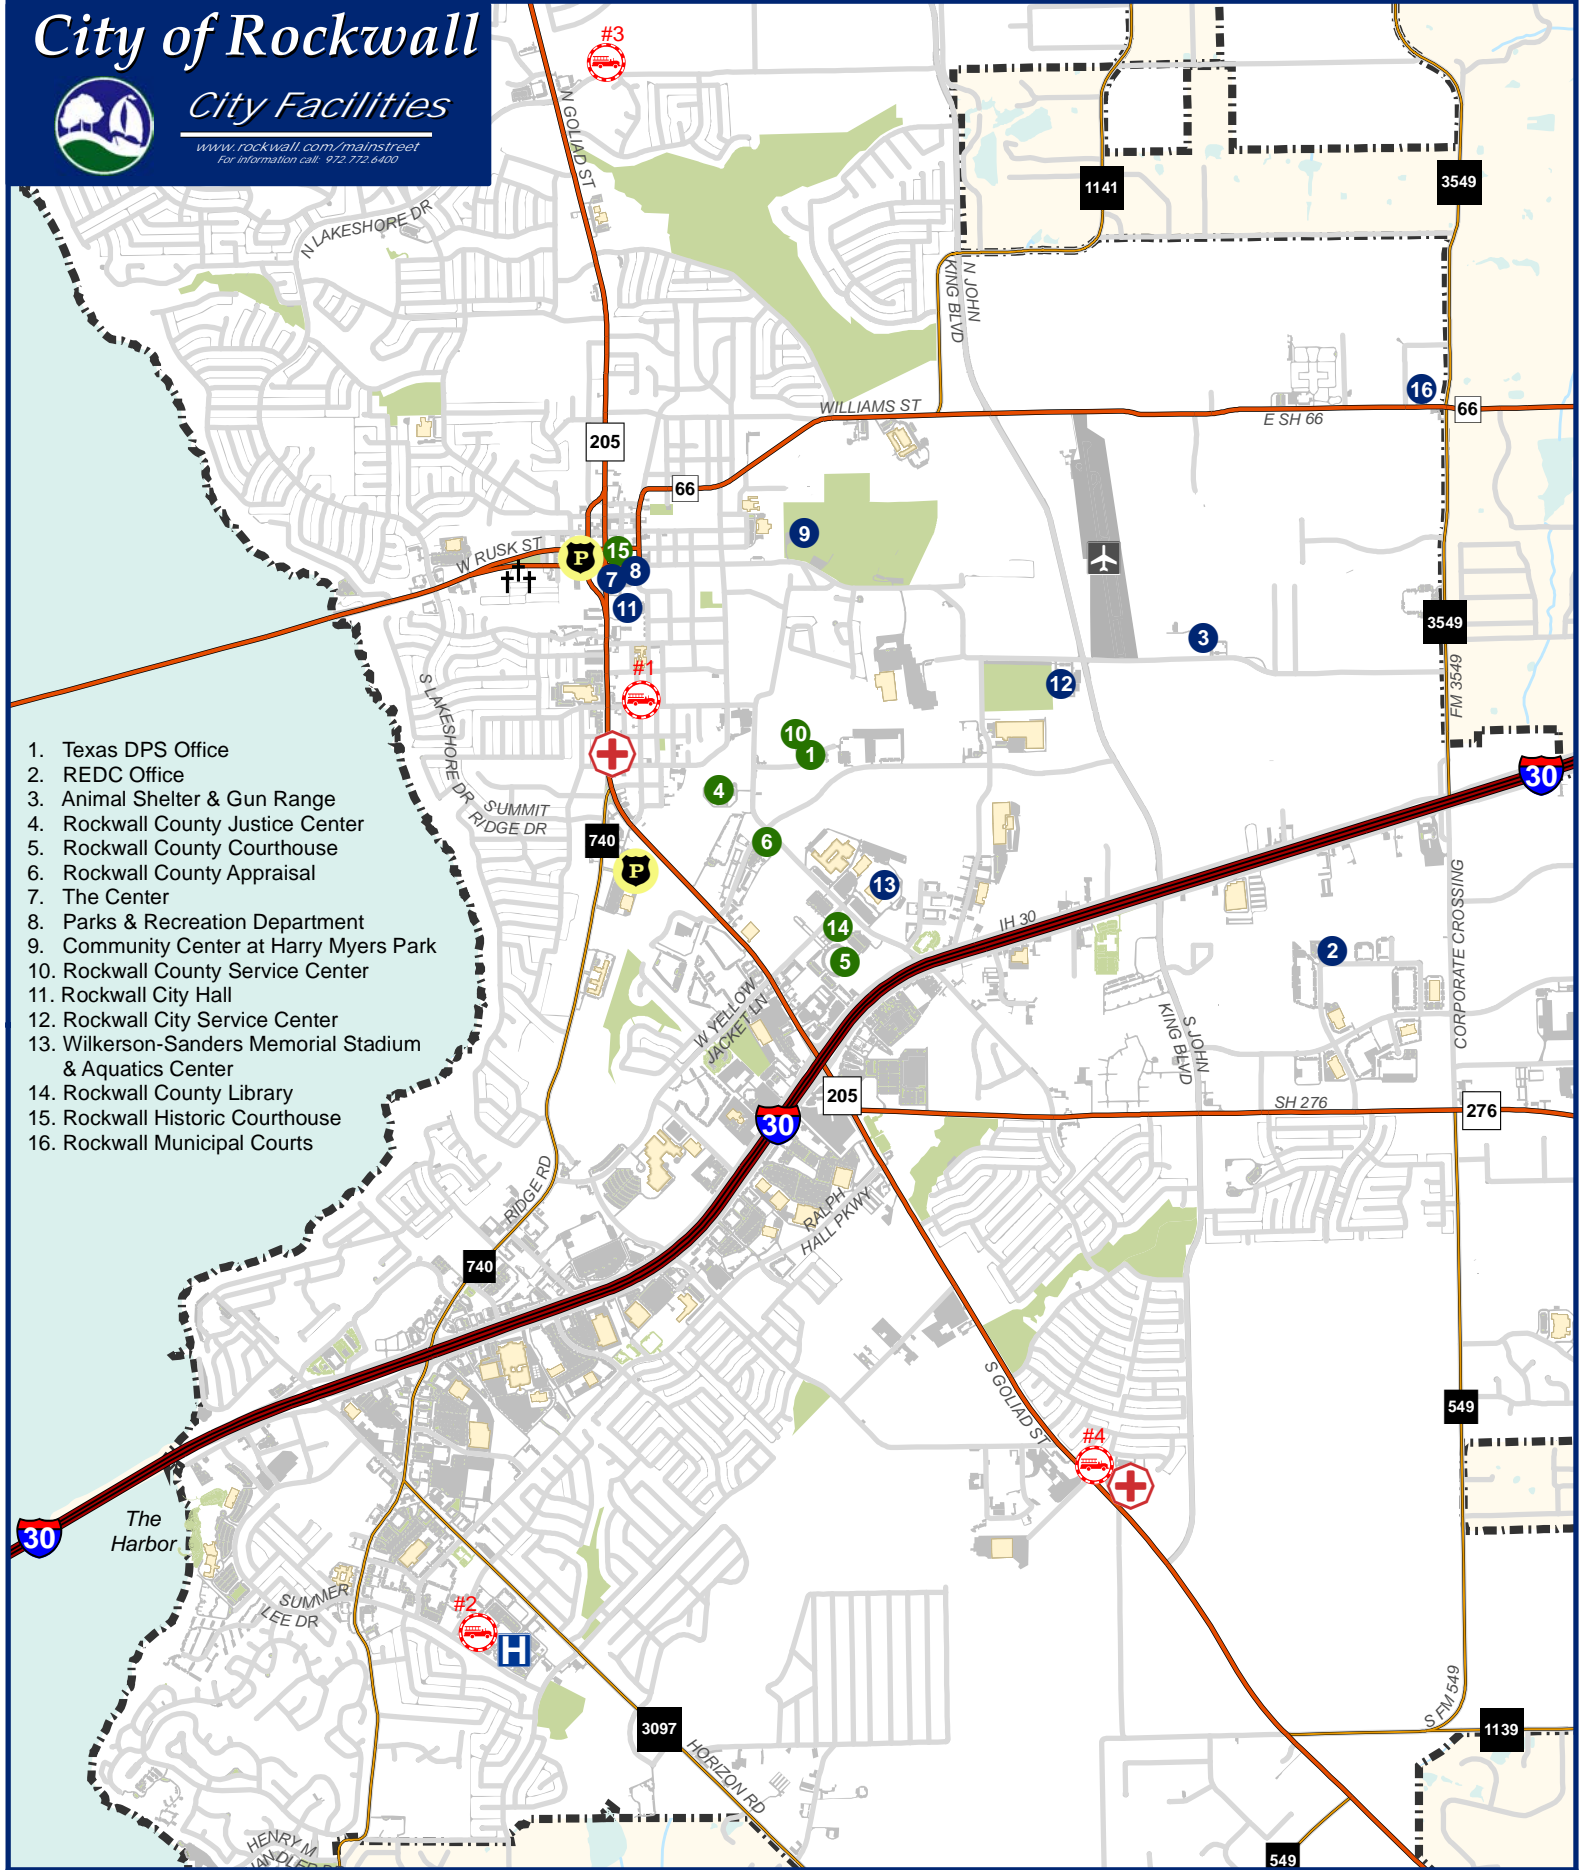 City of Rockwall
City Facilities
www.rockwall.com/mainstreet
For information call: 972.772.6400
#3
N GOLIAD ST
N LAKESHORE DR
1141
3549
KING BLVD
N JOHN
16
WILLIAMS ST
E SH 66
66
205
66
9
W RUSK ST
P
15
7
8
11
3549
3
#1
12
S LAKESHORE DR
FM 3549
10
1
30
4
SUMMIT
RIDGE DR
740
6
P
13
14
5
IH 30
2
CORPORATE CROSSING
W YELLOW
JACKET LN
KING BLVD
S JOHN
1. Texas DPS Office
2. REDC Office
3. Animal Shelter & Gun Range
4. Rockwall County Justice Center
5. Rockwall County Courthouse
6. Rockwall County Appraisal
7. The Center
8. Parks & Recreation Department
9. Community Center at Harry Myers Park
10. Rockwall County Service Center
11. Rockwall City Hall
12. Rockwall City Service Center
13. Wilkerson-Sanders Memorial Stadium
& Aquatics Center
14. Rockwall County Library
15. Rockwall Historic Courthouse
16. Rockwall Municipal Courts
205
30
SH 276
276
RIDGE RD
RALPH
HALL PKWY
740
S GOLIAD ST
549
#4
30
The
Harbor
SUMMER
LEE DR
#2
H
3097
HORIZON RD
S FM 549
1139
HENRY M
549